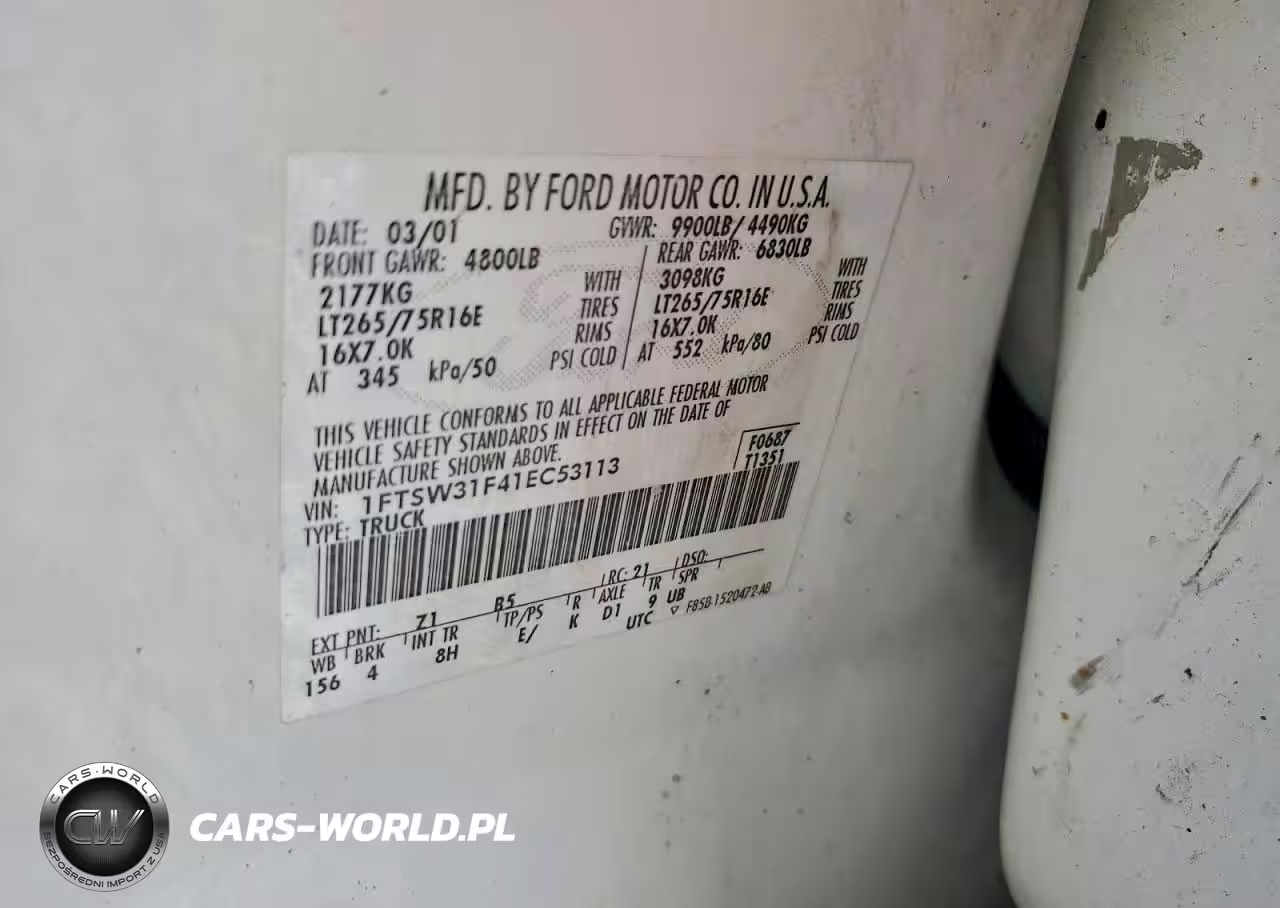 MFD. BY FORD MOTOR CO. IN U.S.A.
DATE: 03/01 GVWR: 9900LB/ 4490KG
FRONT GAWR: 4800LB REAR GAWR: 6830LB
2177KG WITH 3098KG WITH
LT265/75R16E TIRES LT265/75R16E TIRES
16X7.0K RIMS 16X7.0K RIMS
AT 345 kPa/50 PSI COLD AT 552 kPa/80 PSI COLD
THIS VEHICLE CONFORMS TO ALL APPLICABLE FEDERAL MOTOR
VEHICLE SAFETY STANDARDS IN EFFECT ON THE DATE OF
MANUFACTURE SHOWN ABOVE.
F0687
VIN: 1FTSW31F41EC53113 T1351
TYPE: TRUCK
EXT PNT: Z1 B5 RC: 21 DSO:
WB BRK INT TR TP/PS R AXLE TR SPR
156 4 8H E/ K D1 9 UB
UTC ▽ F85B-1520472-AB
CARS-WORLD
CW
BEZPOŚREDNI IMPORT Z USA
CARS-WORLD.PL